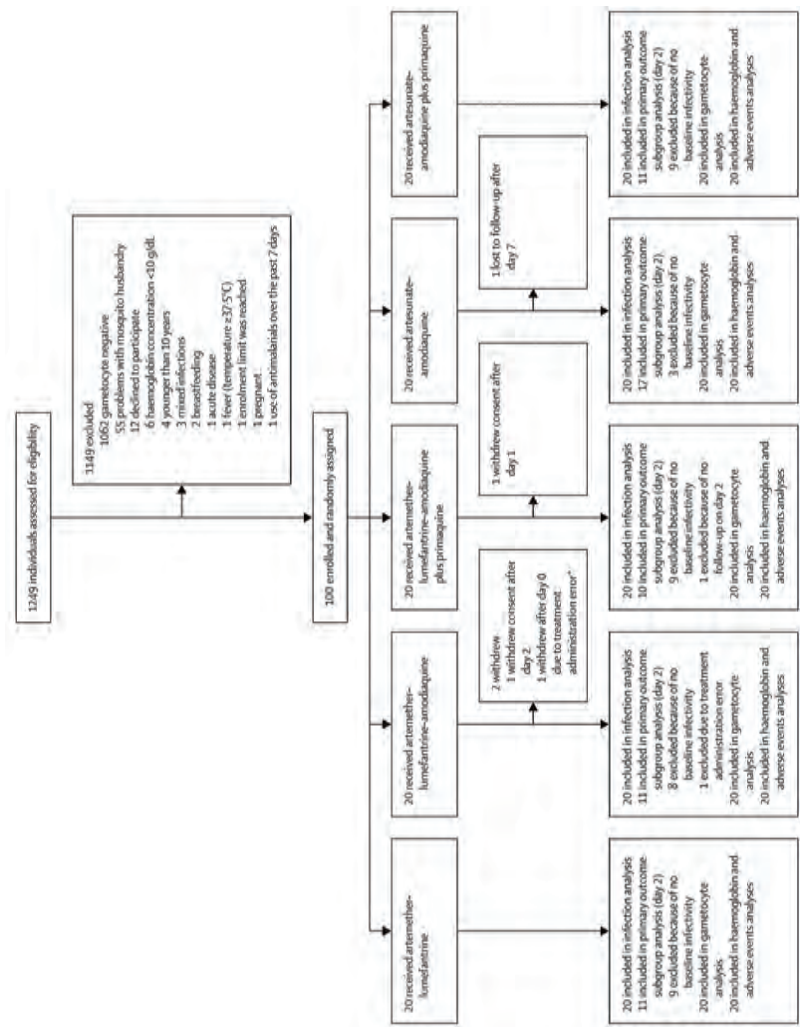 1249 individuals assessed for eligibility
1149 excluded
1062 gametocyte negative
55 problems with mosquito husbandry
12 declined to participate
6 haemoglobin concentration <10 g/dL
4 younger than 10 years
3 mixed infections
2 breastfeeding
1 acute disease
1 fever (temperature ≥37·5°C)
1 enrolment limit was reached
1 pregnant
1 use of antimalarials over the past 7 days
100 enrolled and randomly assigned
20 received artemether–
lumefantrine
20 received artemether–
lumefantrine–amodiaquine
20 received artemether–
lumefantrine–amodiaquine
plus primaquine
20 received artesunate–
amodiaquine
20 received artesunate–
amodiaquine plus primaquine
2 withdrew
1 withdrew consent after
day 2
1 withdrew after day 0
due to treatment
administration error*
1 withdrew consent after
day 1
1 lost to follow-up after
day 7
20 included in infection analysis
11 included in primary outcome
subgroup analysis (day 2)
9 excluded because of no
baseline infectivity
20 included in gametocyte
analysis
20 included in haemoglobin and
adverse events analyses
20 included in infection analysis
11 included in primary outcome
subgroup analysis (day 2)
8 excluded because of no
baseline infectivity
1 excluded due to treatment
administration error
20 included in gametocyte
analysis
20 included in haemoglobin and
adverse events analyses
20 included in infection analysis
10 included in primary outcome
subgroup analysis (day 2)
9 excluded because of no
baseline infectivity
1 excluded because of no
follow-up on day 2
20 included in gametocyte
analysis
20 included in haemoglobin and
adverse events analyses
20 included in infection analysis
17 included in primary outcome
subgroup analysis (day 2)
3 excluded because of no
baseline infectivity
20 included in gametocyte
analysis
20 included in haemoglobin and
adverse events analyses
20 included in infection analysis
11 included in primary outcome
subgroup analysis (day 2)
9 excluded because of no
baseline infectivity
20 included in gametocyte
analysis
20 included in haemoglobin and
adverse events analyses